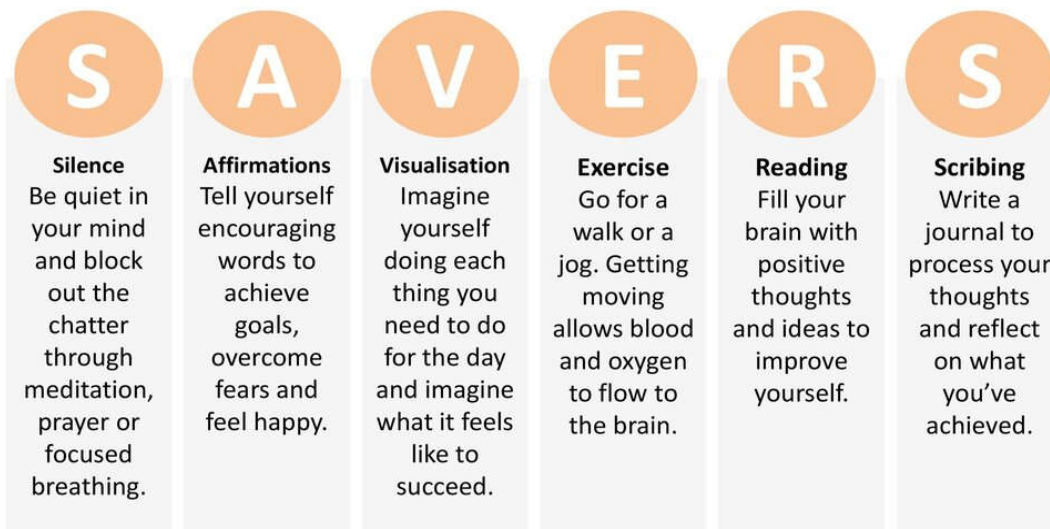 S
Silence
Be quiet in
your mind
and block
out the
chatter
through
meditation,
prayer or
focused
breathing.
A
Affirmations
Tell yourself
encouraging
words to
achieve
goals,
overcome
fears and
feel happy.
V
Visualisation
Imagine
yourself
doing each
thing you
need to do
for the day
and imagine
what it feels
like to
succeed.
E
Exercise
Go for a
walk or a
jog. Getting
moving
allows blood
and oxygen
to flow to
the brain.
R
Reading
Fill your
brain with
positive
thoughts
and ideas to
improve
yourself.
S
Scribing
Write a
journal to
process your
thoughts
and reflect
on what
you’ve
achieved.